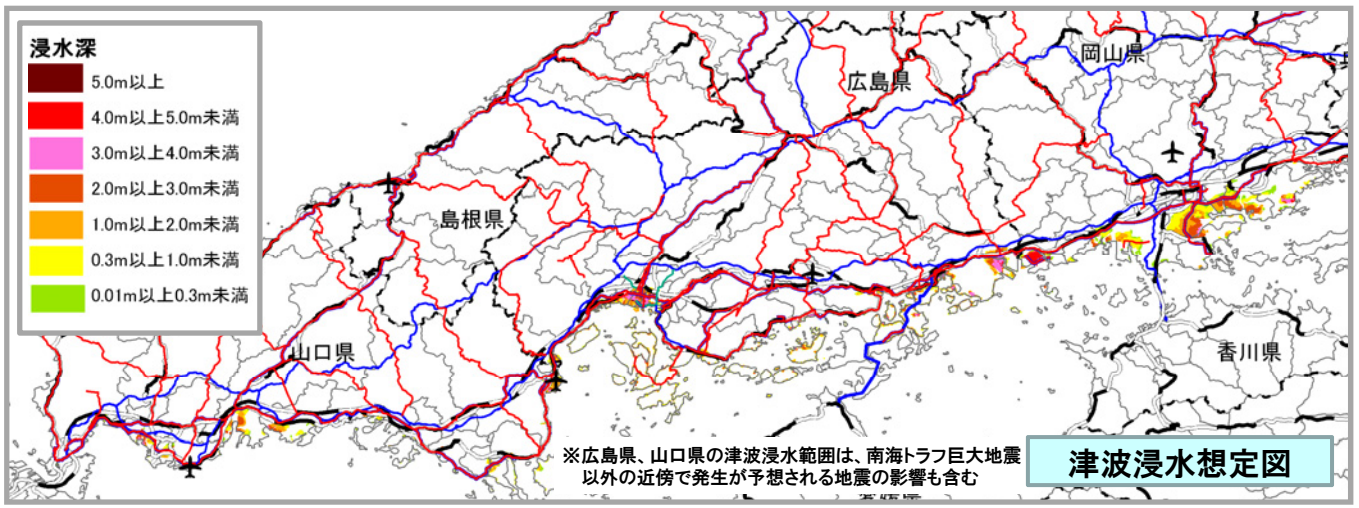 浸水深
5.0m以上
4.0m以上5.0m未満
3.0m以上4.0m未満
2.0m以上3.0m未満
1.0m以上2.0m未満
0.3m以上1.0m未満
0.01m以上0.3m未満
岡山県
広島県
島根県
山口県
香川県
※広島県、山口県の津波浸水範囲は、南海トラフ巨大地震
以外の近傍で発生が予想される地震の影響も含む
津波浸水想定図